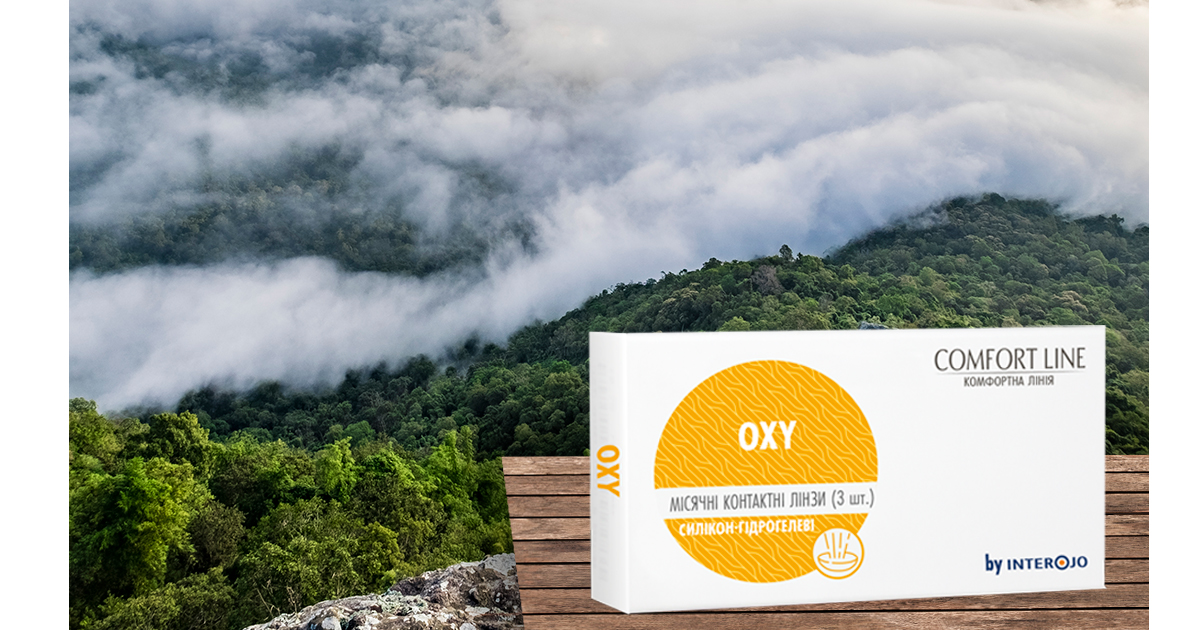 COMFORT LINE
КОМФОРТНА ЛІНІЯ
OXY
OXY
МІСЯЧНІ КОНТАКТНІ ЛІНЗИ (3 шт.)
СИЛІКОН-ГІДРОГЕЛЕВІ
by INTEROJO